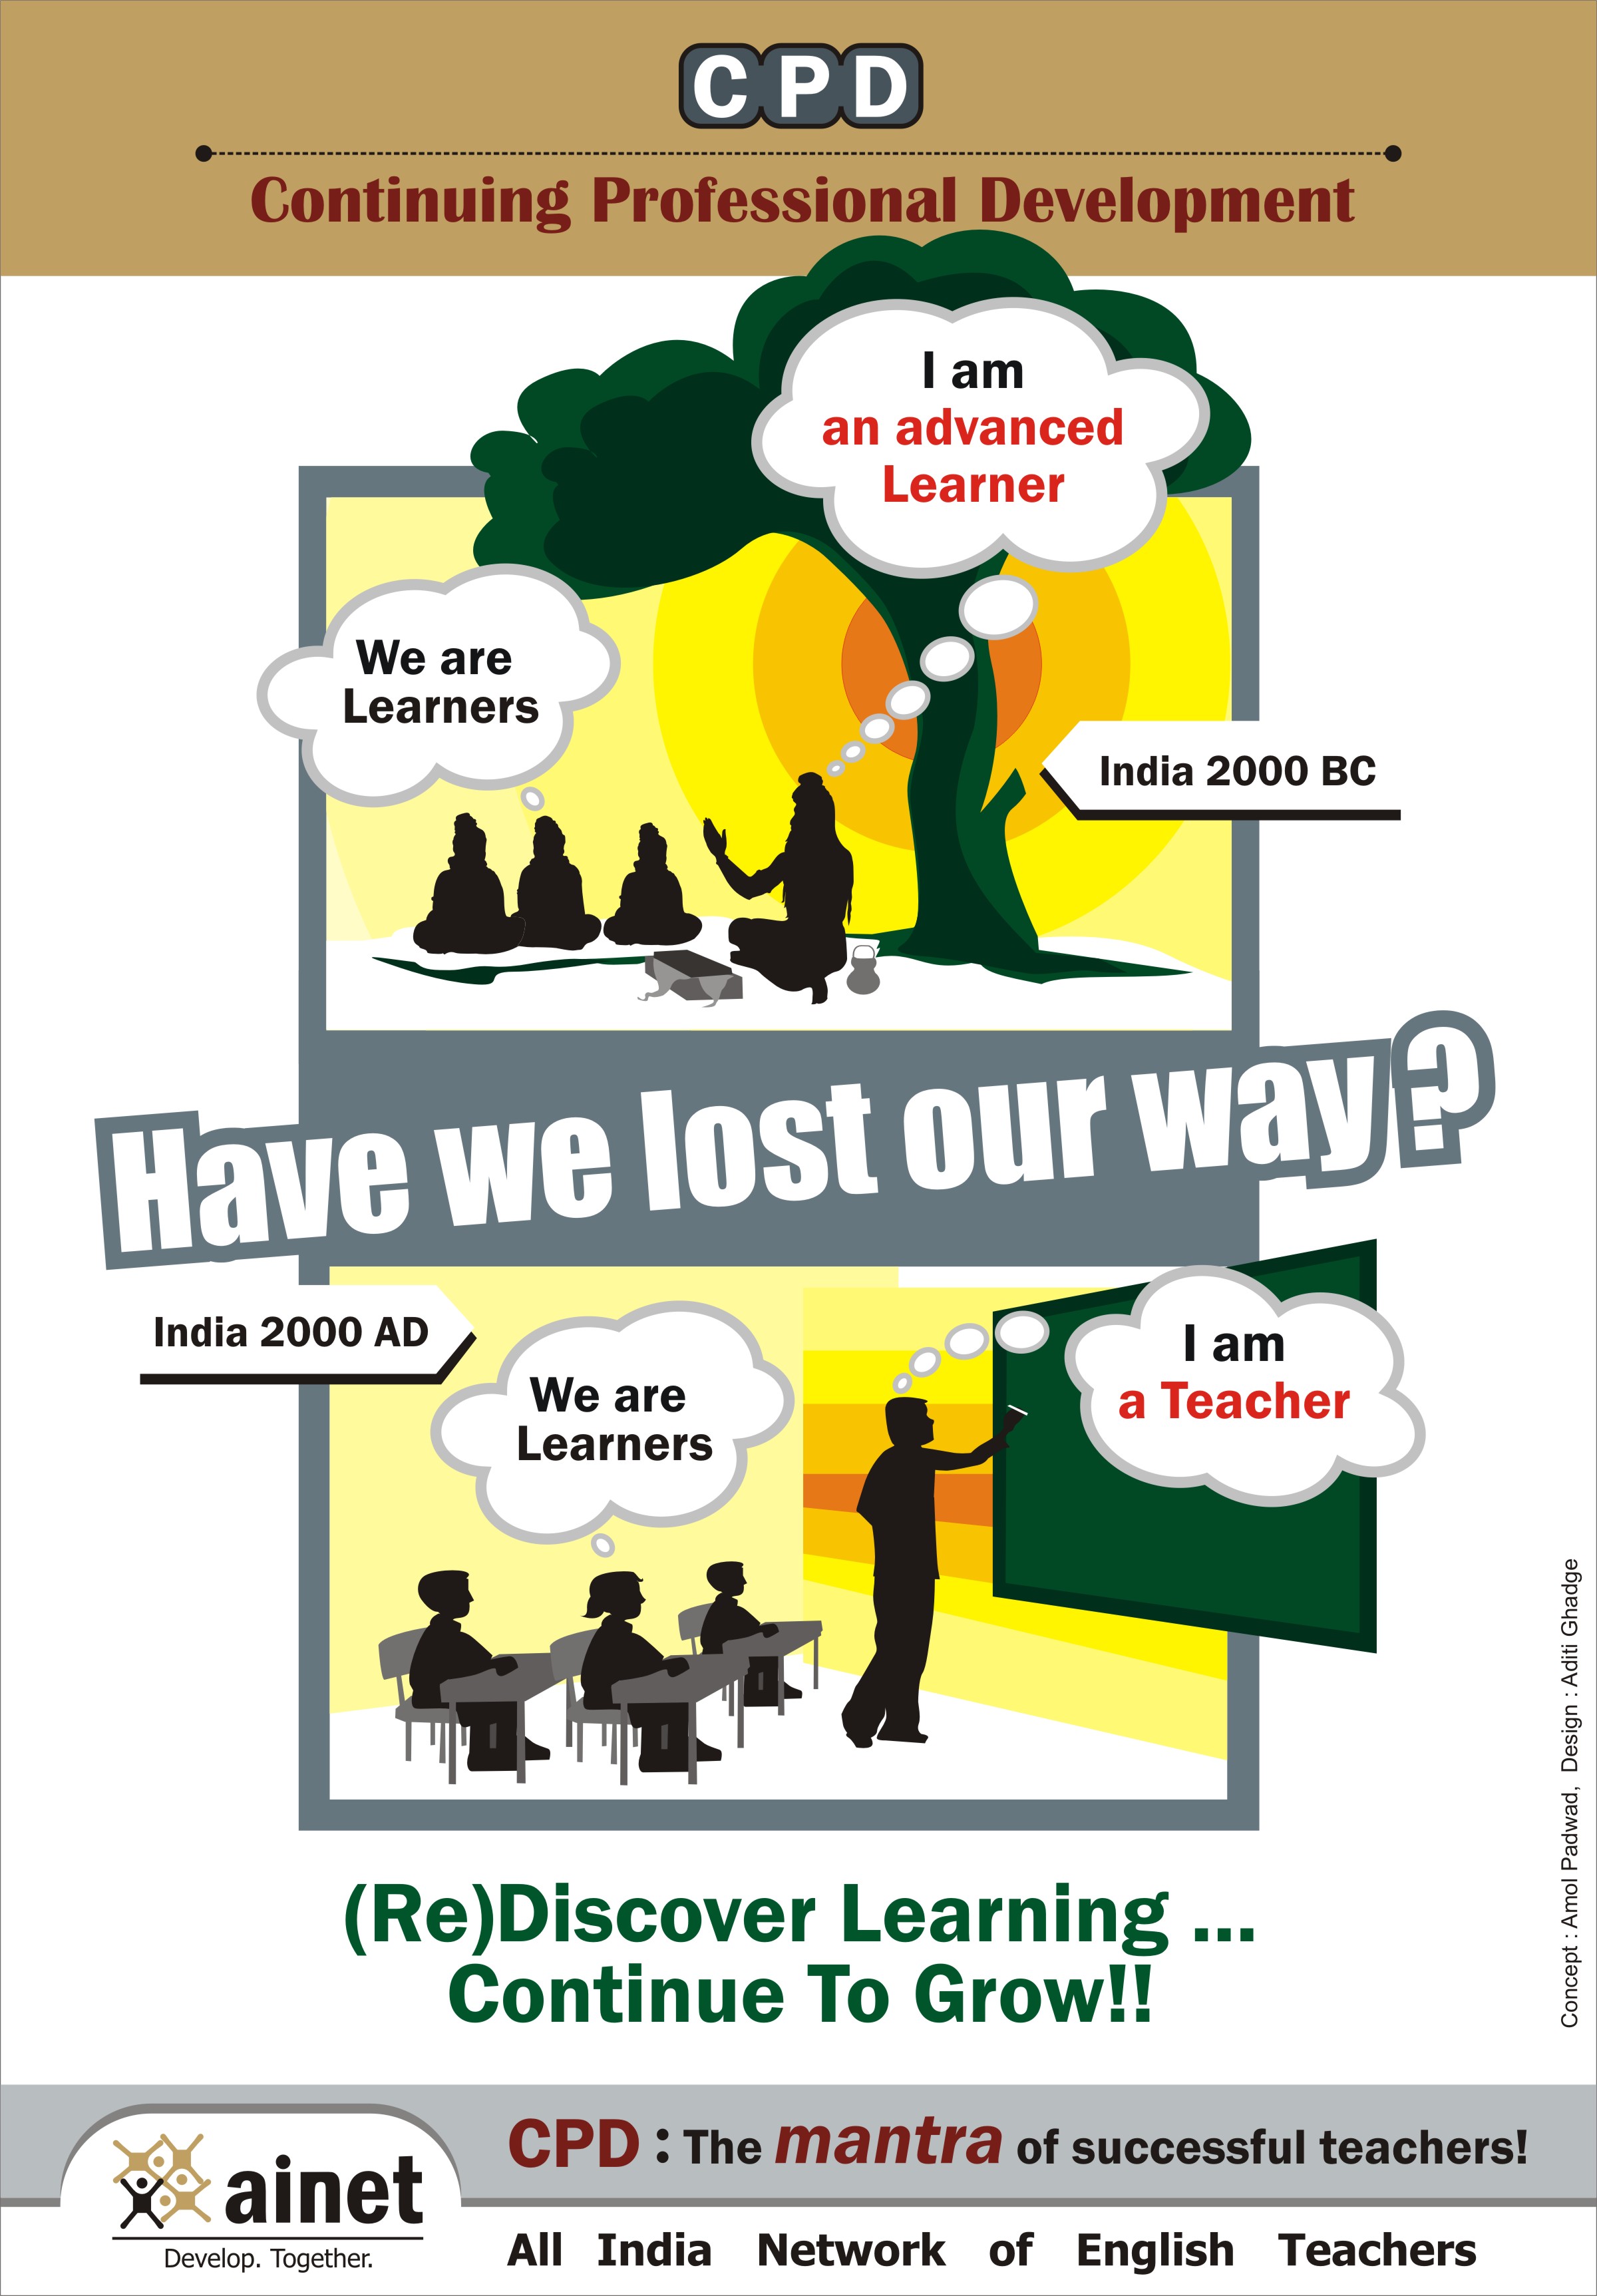 CPD
Continuing Professional Development
I am
an advanced
Learner
We are
Learners
India 2000 BC
Have we lost our way?
India 2000 AD
We are
Learners
I am
a Teacher
(Re)Discover Learning ...
Continue To Grow!!
Concept : Amol Padwad, Design : Aditi Ghadge
CPD : The mantra of successful teachers!
ainet
Develop. Together.
All India Network of English Teachers